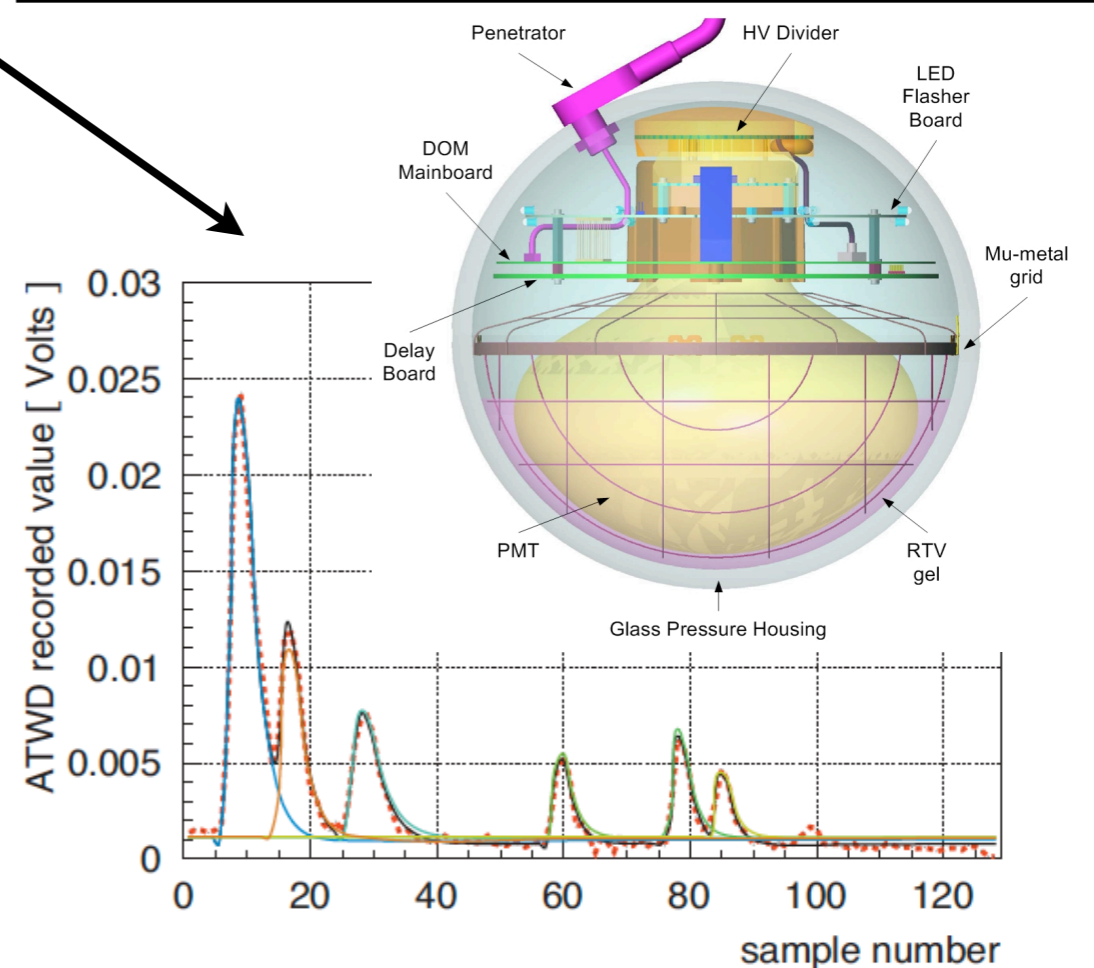 Penetrator
HV Divider
LED
Flasher
Board
DOM
Mainboard
Mu-metal
grid
Delay
Board
PMT
RTV
gel
Glass Pressure Housing
ATWD recorded value [ Volts ]
0.03
0.025
0.02
0.015
0.01
0.005
0
0 20 40 60 80 100 120
sample number